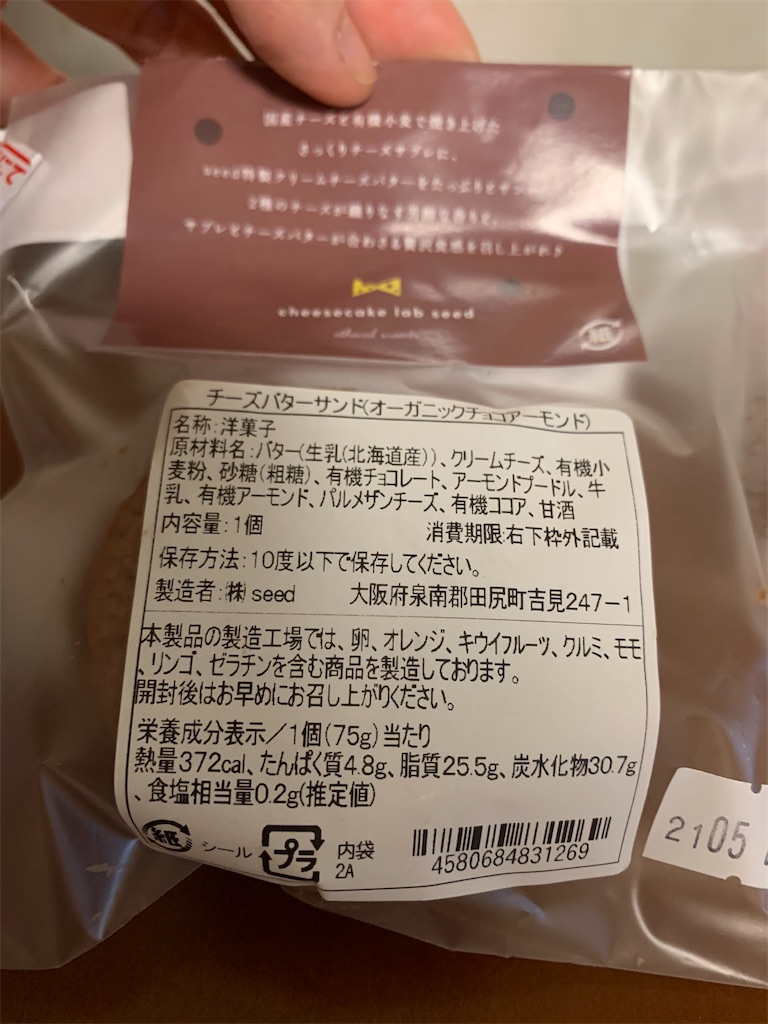 国産チーズと有機小麦で焼き上げた
さっくりチーズサブレに、
seed特製クリームチーズバターをたっぷりとサン
2種のチーズが織りなす芳醇な香りと、
サブレとチーズバターが合わさる贅沢食感を召し上がれ♪
cheesecake lab seed
紙
チーズバターサンド(オーガニックチョコアーモンド)
名称:洋菓子
原材料名:バター(生乳(北海道産))、クリームチーズ、有機小
麦粉、砂糖(粗糖)、有機チョコレート、アーモンドプードル、牛
乳、有機アーモンド、パルメザンチーズ、有機ココア、甘酒
内容量:1個 消費期限:右下枠外記載
保存方法:10度以下で保存してください。
製造者:㈱seed 大阪府泉南郡田尻町吉見247-1
本製品の製造工場では、卵、オレンジ、キウイフルーツ、クルミ、モモ
、リンゴ、ゼラチンを含む商品を製造しております。
開封後はお早めにお召し上がりください。
栄養成分表示/1個(75g)当たり
熱量372cal、たんぱく質4.8g、脂質25.5g、炭水化物30.7g
、食塩相当量0.2g(推定値)
紙 シール プラ 内袋
2A
4580684831269
2105